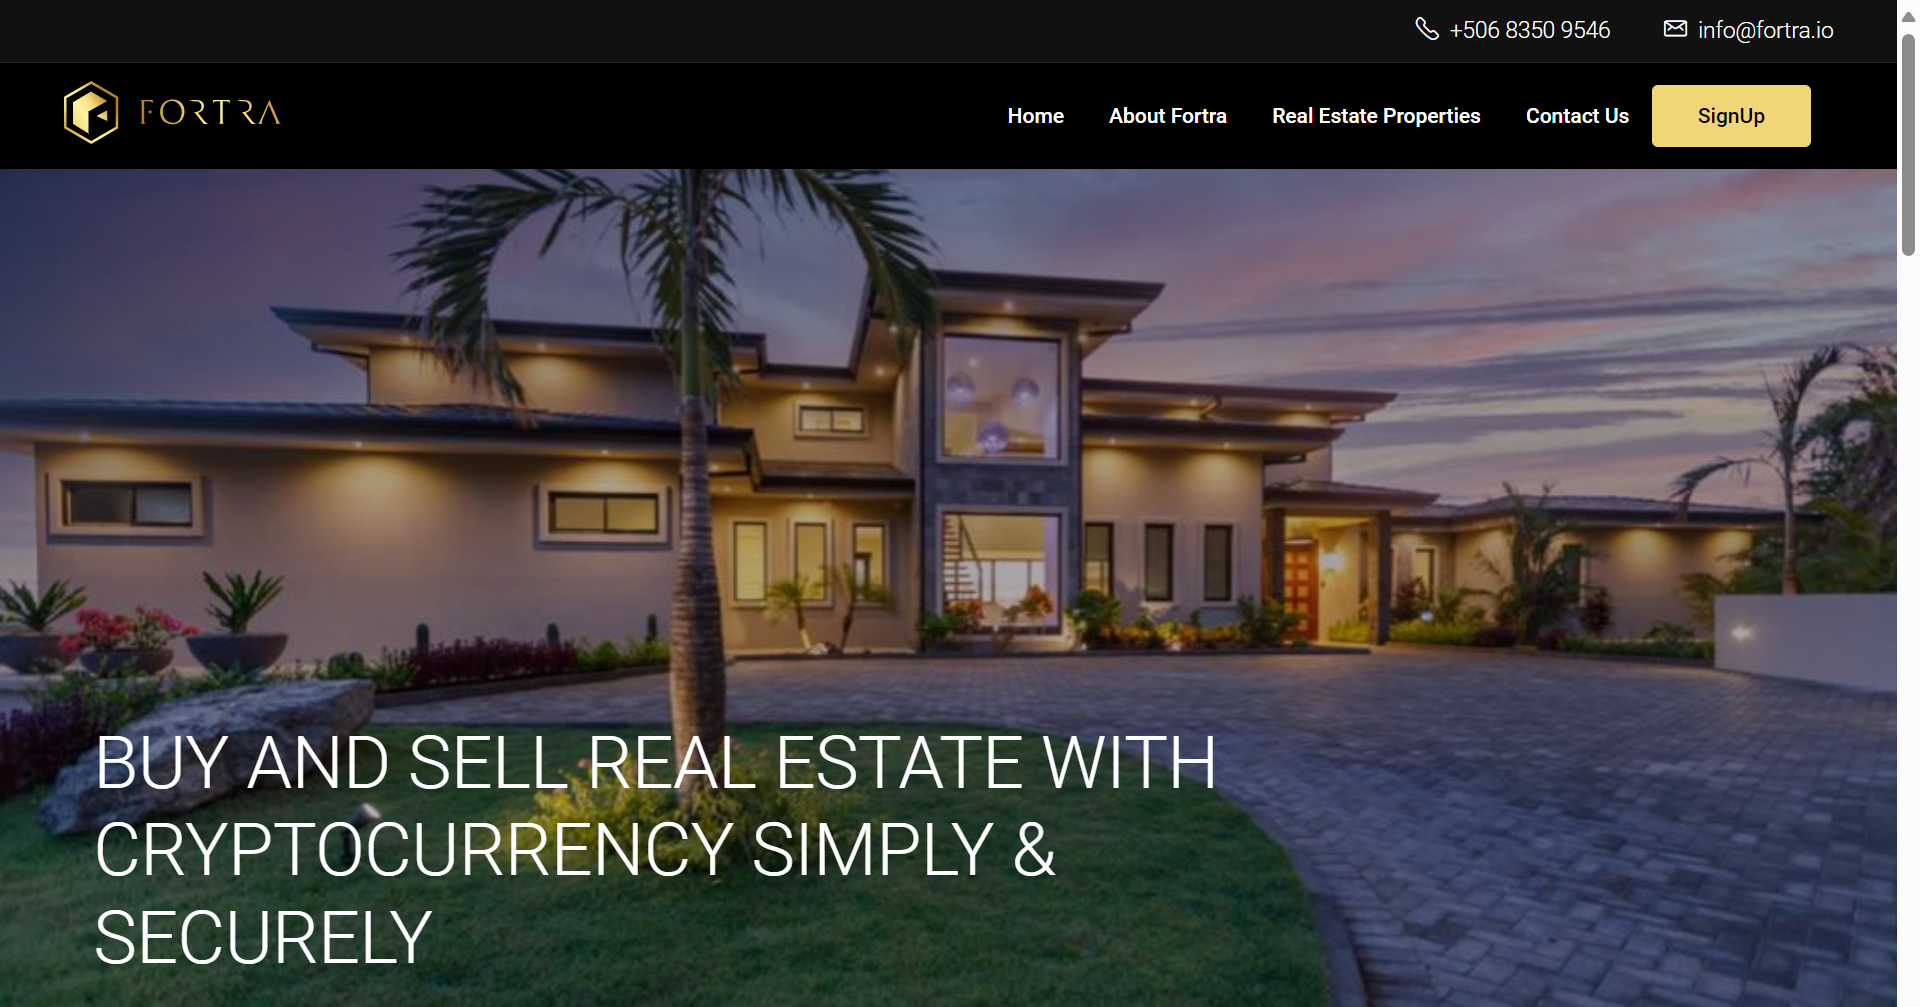 +506 8350 9546
info@fortra.io
FORTRA
Home
About Fortra
Real Estate Properties
Contact Us
SignUp
BUY AND SELL REAL ESTATE WITH
CRYPTOCURRENCY SIMPLY &
SECURELY